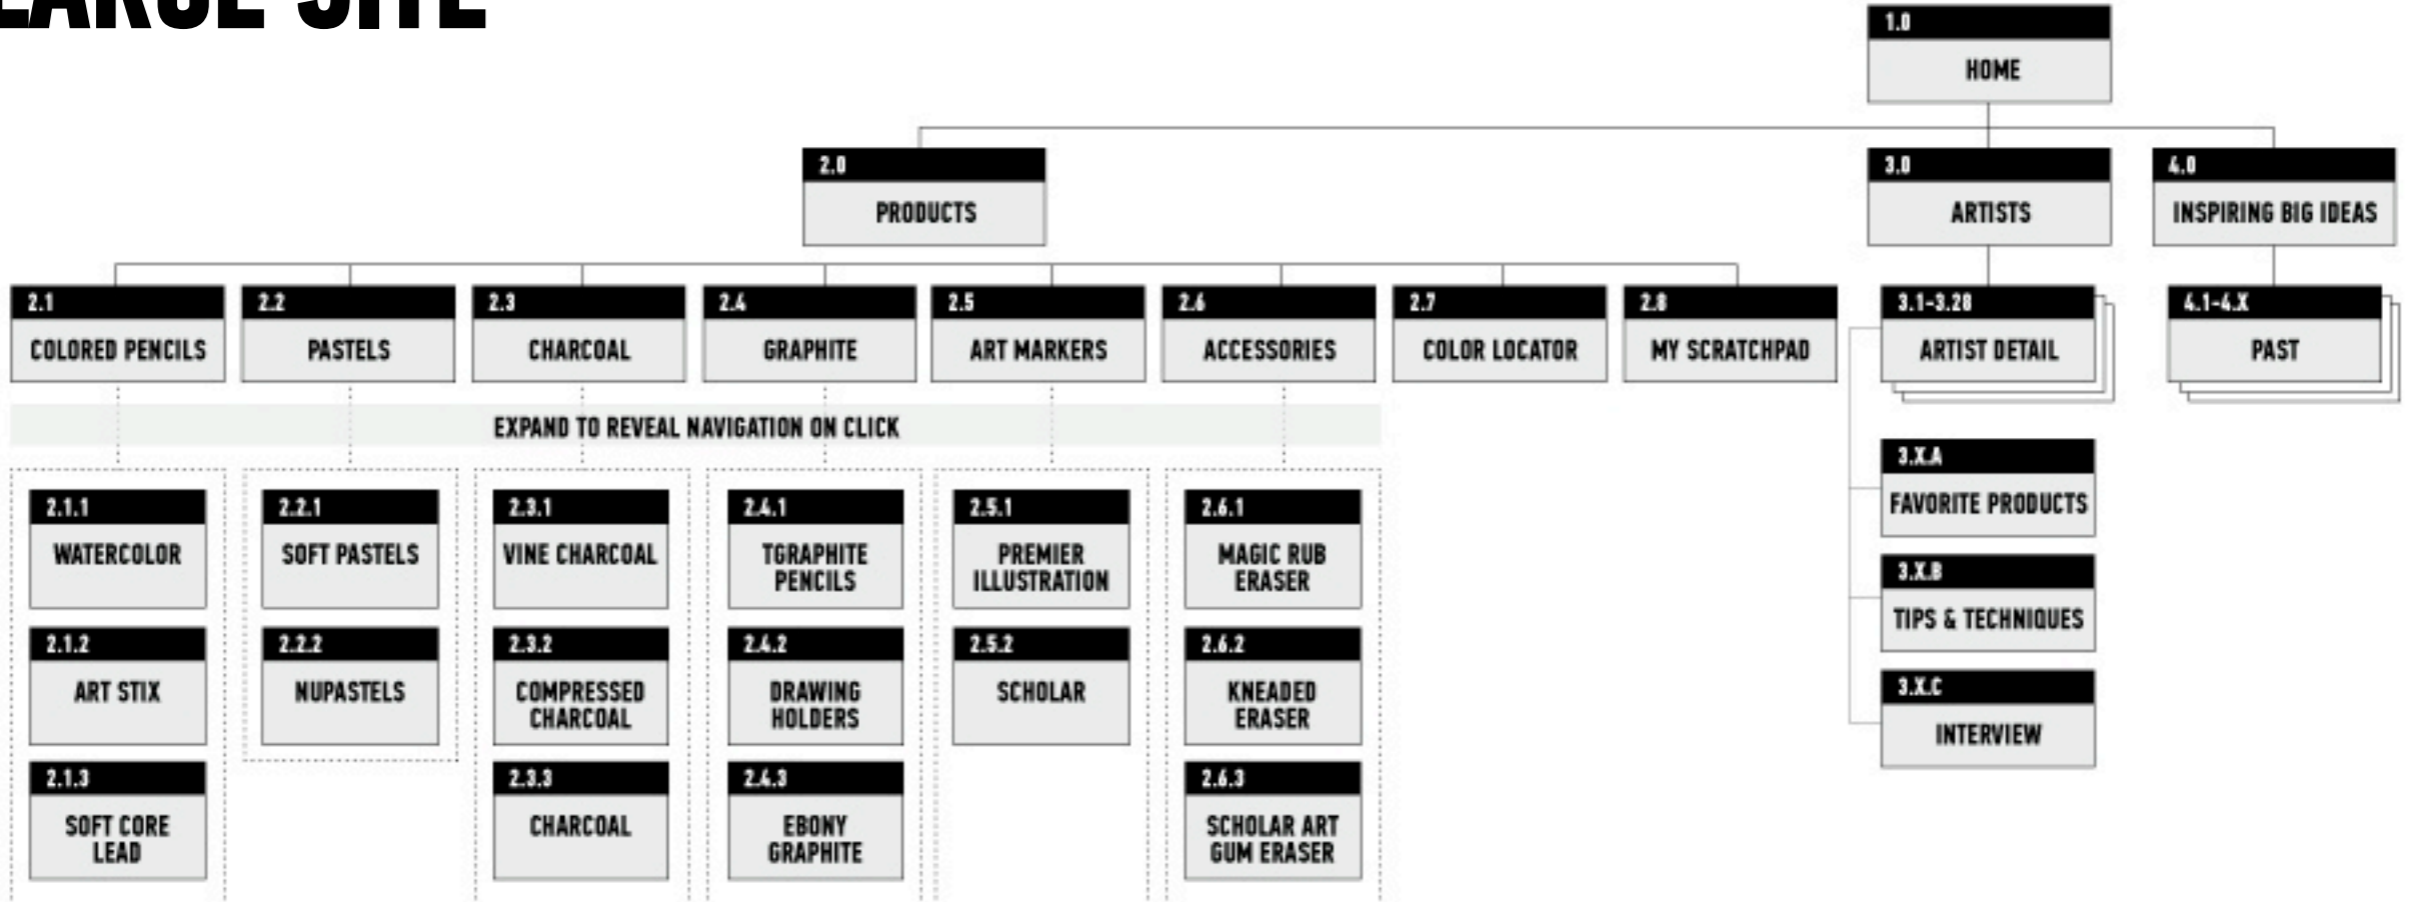 LARGE SITE
1.0
HOME
2.0
PRODUCTS
3.0
ARTISTS
4.0
INSPIRING BIG IDEAS
2.1
COLORED PENCILS
2.2
PASTELS
2.3
CHARCOAL
2.4
GRAPHITE
2.5
ART MARKERS
2.6
ACCESSORIES
2.7
COLOR LOCATOR
2.8
MY SCRATCHPAD
3.1-3.28
ARTIST DETAIL
4.1-4.X
PAST
EXPAND TO REVEAL NAVIGATION ON CLICK
2.1.1
WATERCOLOR
2.1.2
ART STIX
2.1.3
SOFT CORE
LEAD
2.2.1
SOFT PASTELS
2.2.2
NUPASTELS
2.3.1
VINE CHARCOAL
2.3.2
COMPRESSED
CHARCOAL
2.3.3
CHARCOAL
2.4.1
TGRAPHITE
PENCILS
2.4.2
DRAWING
HOLDERS
2.4.3
EBONY
GRAPHITE
2.5.1
PREMIER
ILLUSTRATION
2.5.2
SCHOLAR
2.6.1
MAGIC RUB
ERASER
2.6.2
KNEADED
ERASER
2.6.3
SCHOLAR ART
GUM ERASER
3.X.A
FAVORITE PRODUCTS
3.X.B
TIPS & TECHNIQUES
3.X.C
INTERVIEW